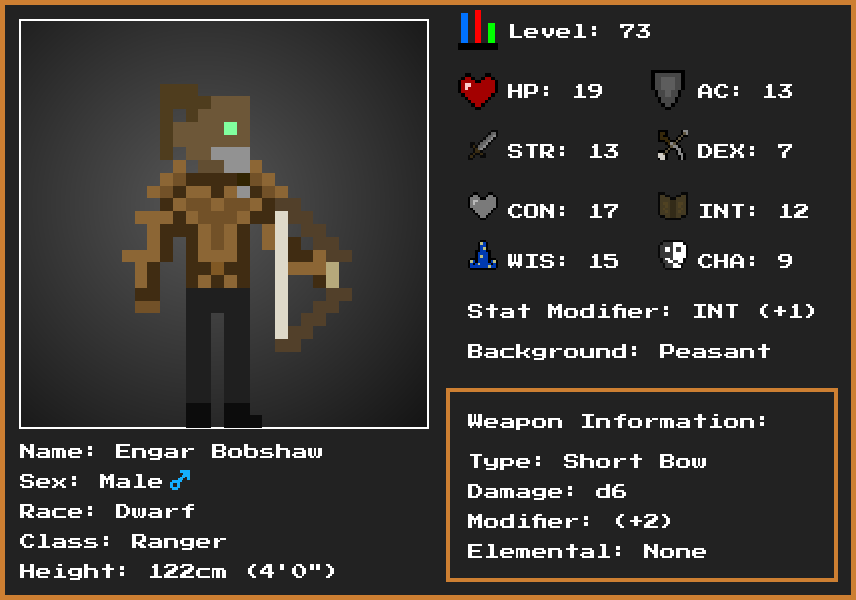 Level: 73
HP: 19 AC: 13
STR: 13 DEX: 7
CON: 17 INT: 12
WIS: 15 CHA: 9
Stat Modifier: INT (+1)
Background: Peasant
Weapon Information:
Type: Short Bow
Damage: d6
Modifier: (+2)
Elemental: None
Name: Engar Bobshaw
Sex: Male ♂
Race: Dwarf
Class: Ranger
Height: 122cm (4'0")